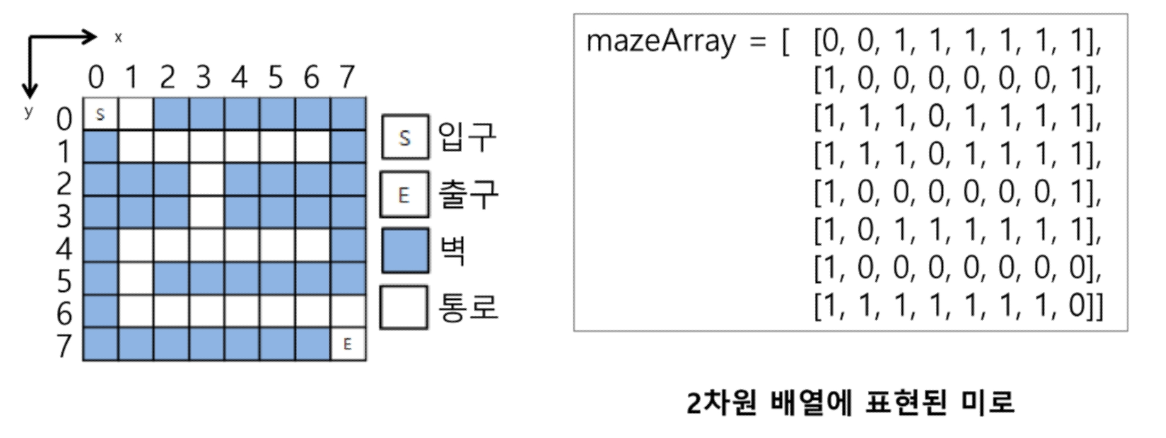 x
y
0 1 2 3 4 5 6 7
0 S
1
2
3
4
5
6
7 E
S 입구
E 출구
벽
통로
mazeArray = [ [0, 0, 1, 1, 1, 1, 1, 1],
[1, 0, 0, 0, 0, 0, 0, 1],
[1, 1, 1, 0, 1, 1, 1, 1],
[1, 1, 1, 0, 1, 1, 1, 1],
[1, 0, 0, 0, 0, 0, 0, 1],
[1, 0, 1, 1, 1, 1, 1, 1],
[1, 0, 0, 0, 0, 0, 0, 0],
[1, 1, 1, 1, 1, 1, 1, 0]]
2차원 배열에 표현된 미로